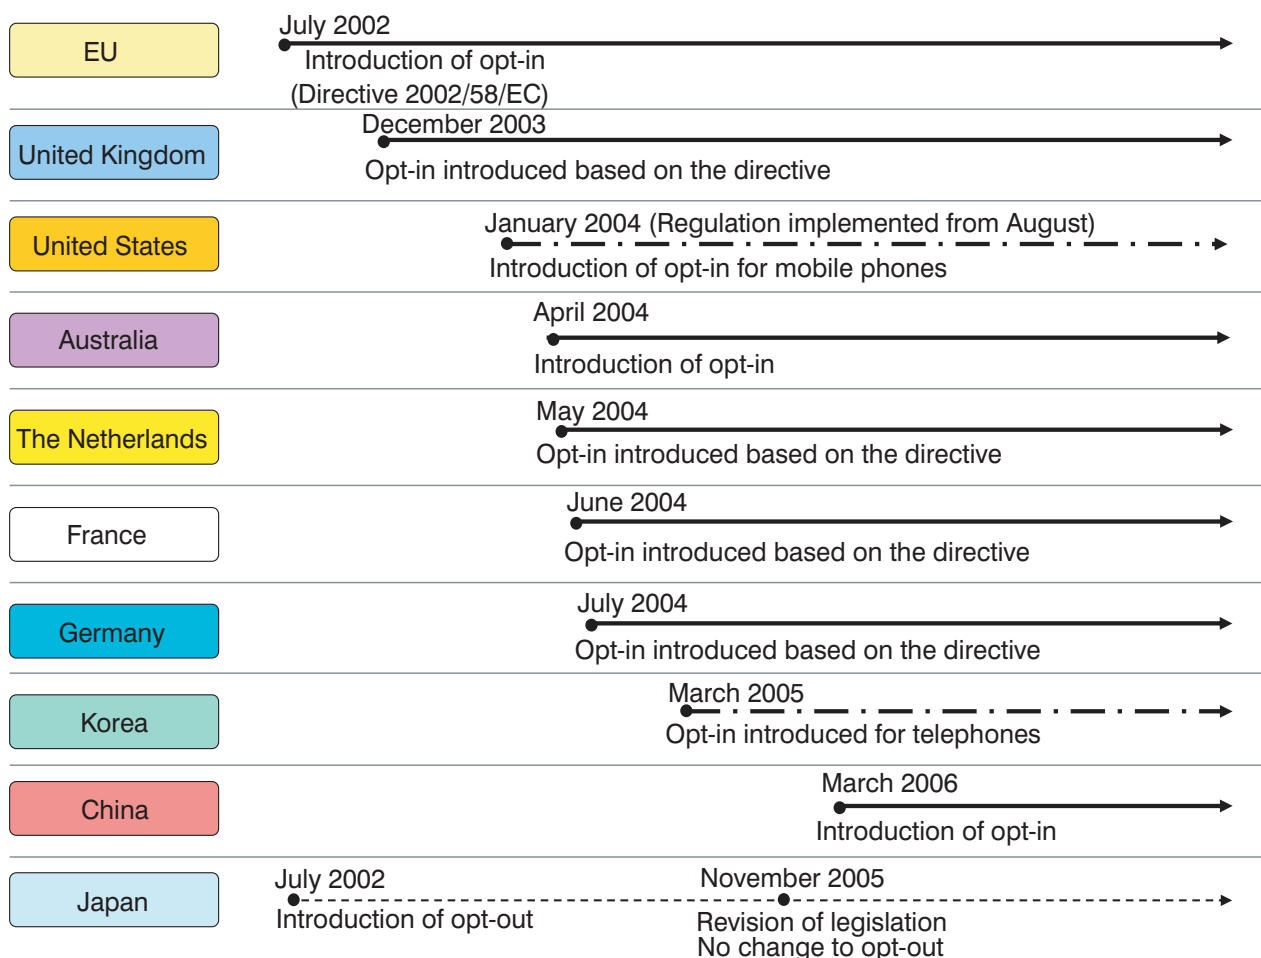 EU
July 2002
Introduction of opt-in
(Directive 2002/58/EC)
United Kingdom
December 2003
Opt-in introduced based on the directive
United States
January 2004 (Regulation implemented from August)
Introduction of opt-in for mobile phones
Australia
April 2004
Introduction of opt-in
The Netherlands
May 2004
Opt-in introduced based on the directive
France
June 2004
Opt-in introduced based on the directive
Germany
July 2004
Opt-in introduced based on the directive
Korea
March 2005
Opt-in introduced for telephones
China
March 2006
Introduction of opt-in
Japan
July 2002
Introduction of opt-out
November 2005
Revision of legislation
No change to opt-out